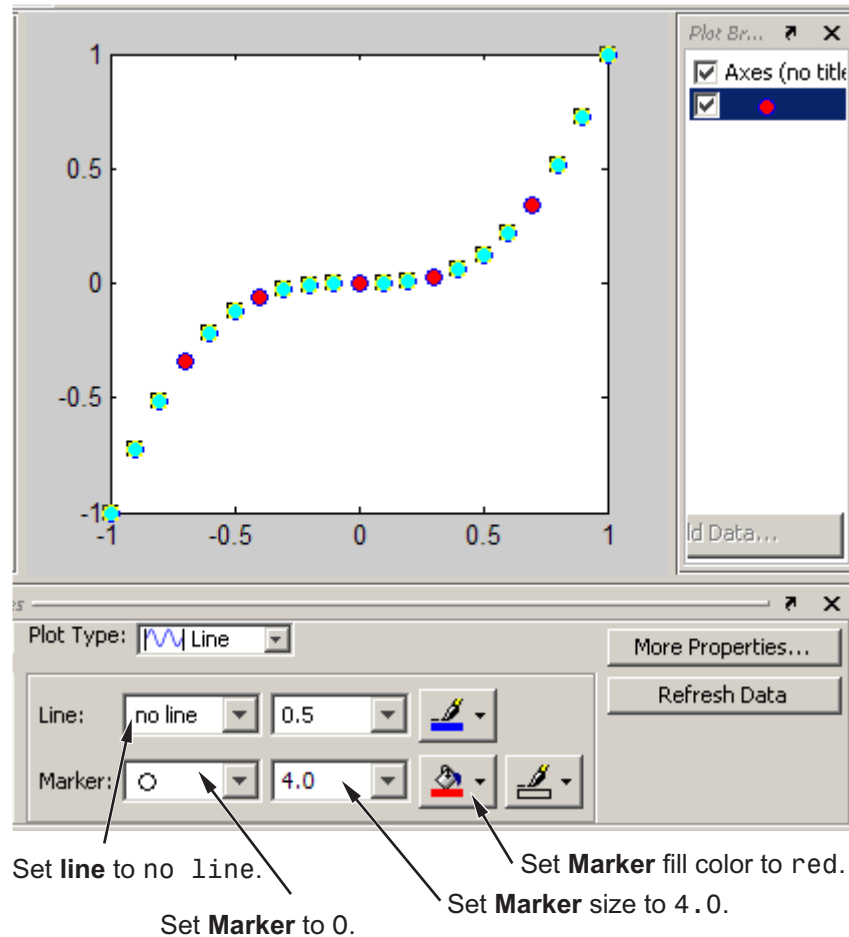 Plot Br...
Axes (no title
1
0.5
0
-0.5
-1
-1 -0.5 0 0.5 1
ld Data...
es
Plot Type: Line
More Properties...
Refresh Data
Line: no line 0.5
Marker: 4.0
Set line to no line.
Set Marker fill color to red.
Set Marker size to 4.0.
Set Marker to O.